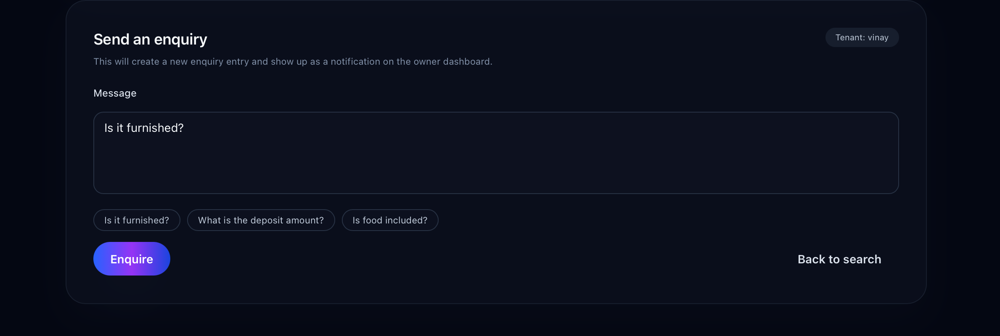 Send an enquiry
Tenant: vinay
This will create a new enquiry entry and show up as a notification on the owner dashboard.
Message
Is it furnished?
Is it furnished?
What is the deposit amount?
Is food included?
Enquire
Back to search